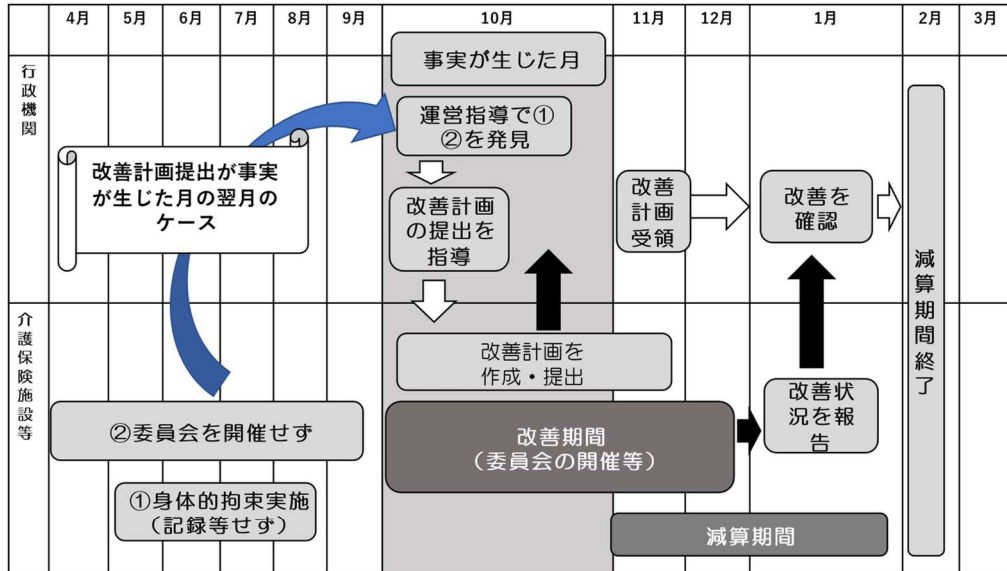 4月 5月 6月 7月 8月 9月 10月 11月 12月 1月 2月 3月
行政機関
事実が生じた月
運営指導で①
②を発見
改善計画提出が事実
が生じた月の翌月の
ケース
改善計画
の提出を
指導
改善
計画
受領
改善を
確認
減算期間終了
介護保険施設等
改善計画を
作成・提出
②委員会を開催せず
改善期間
（委員会の開催等）
改善状
況を報
告
①身体的拘束実施
（記録等せず）
減算期間